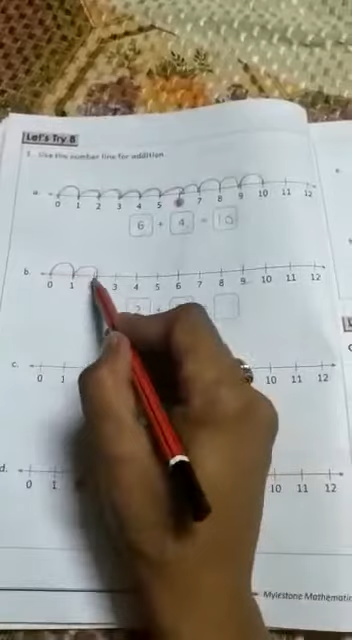 Let's Try 8
1. Use the number line for addition
a. 0 1 2 3 4 5 6 7 8 9 10 11 12
6 + 4 = 10
b. 0 1 3 4 5 6 7 8 9 10 11 12
2 +
c. 0 1 10 11 12
d. 0 1 10 11 12
Mylestone Mathematic